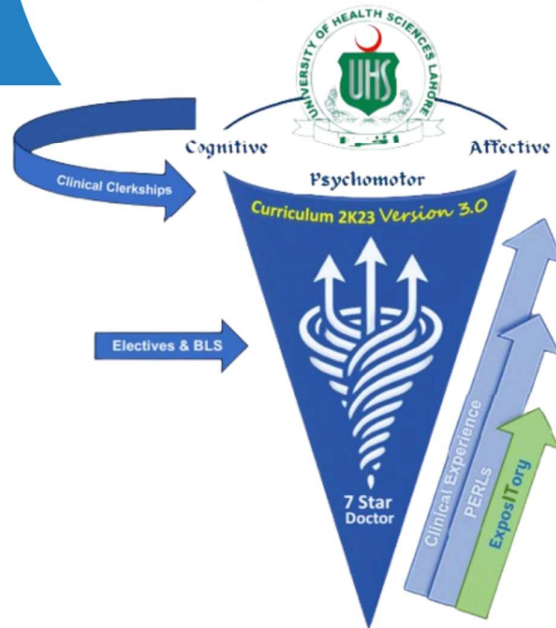 UNIVERSITY OF HEALTH SCIENCES LAHORE
UHS
Cognitive
Affective
Clinical Clerkships
Psychomotor
Curriculum 2K23 Version 3.0
Electives & BLS
7 Star
Doctor
Clinical Experience
PERLs
ExposITory